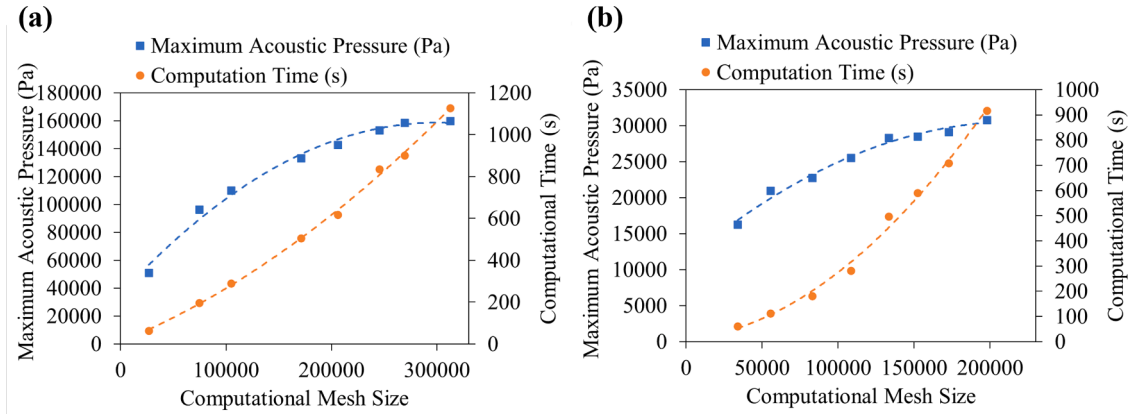 (a)
Maximum Acoustic Pressure (Pa)
Computation Time (s)
Maximum Acoustic Pressure (Pa)
180000
160000
140000
120000
100000
80000
60000
40000
20000
0
1200
1000
800
600
400
200
0
Computational Time (s)
0 100000 200000 300000
Computational Mesh Size
(b)
Maximum Acoustic Pressure (Pa)
Computation Time (s)
Maximum Acoustic Pressure (Pa)
35000
30000
25000
20000
15000
10000
5000
0
1000
900
800
700
600
500
400
300
200
100
0
Computational Time (s)
0 50000 100000 150000 200000
Computational Mesh Size